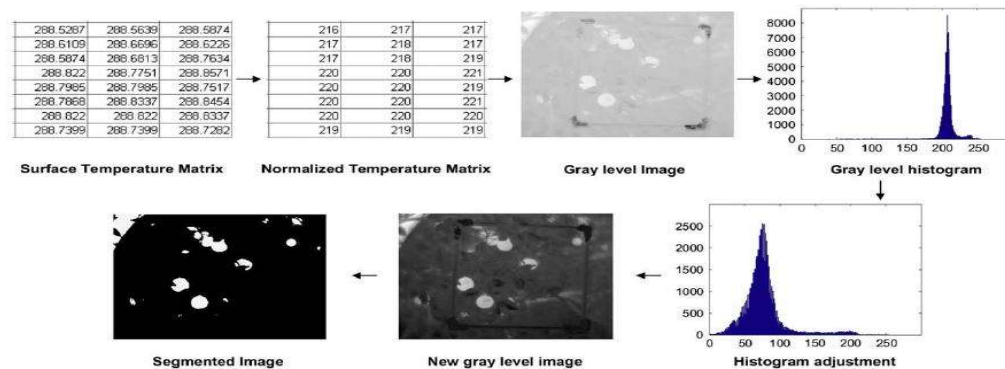 288.5287 288.5639 288.5874
288.6109 288.6696 288.6226
288.5874 288.6813 288.7634
288.822 288.7751 288.8571
288.7985 288.7985 288.7517
288.7868 288.8337 288.8454
288.822 288.822 288.8337
288.7399 288.7399 288.7282
Surface Temperature Matrix
216 217 217
217 218 217
217 218 219
220 220 221
220 220 219
220 220 221
220 220 220
219 219 219
Normalized Temperature Matrix
Gray level Image
8000
7000
6000
5000
4000
3000
2000
1000
0
0 50 100 150 200 250
Gray level histogram
2500
2000
1500
1000
500
0
0 50 100 150 200 250
Histogram adjustment
New gray level image
Segmented Image